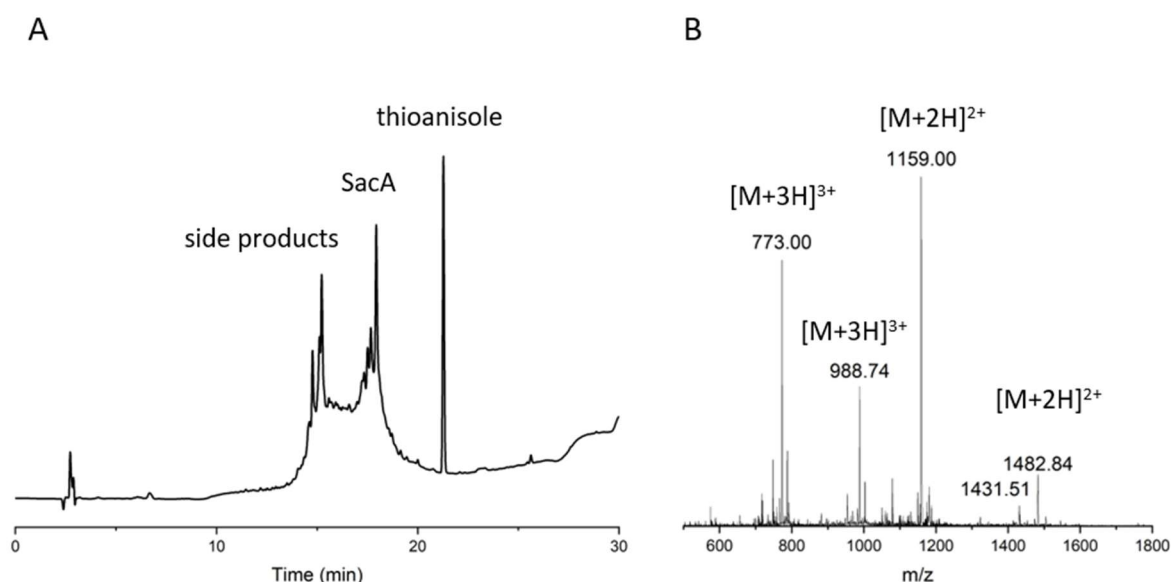 A
thioanisole
SacA
side products
0
10
20
30
Time (min)
B
[M+2H]²⁺
1159.00
[M+3H]³⁺
773.00
[M+3H]³⁺
988.74
[M+2H]²⁺
1482.84
1431.51
600
800
1000
1200
1400
1600
1800
m/z